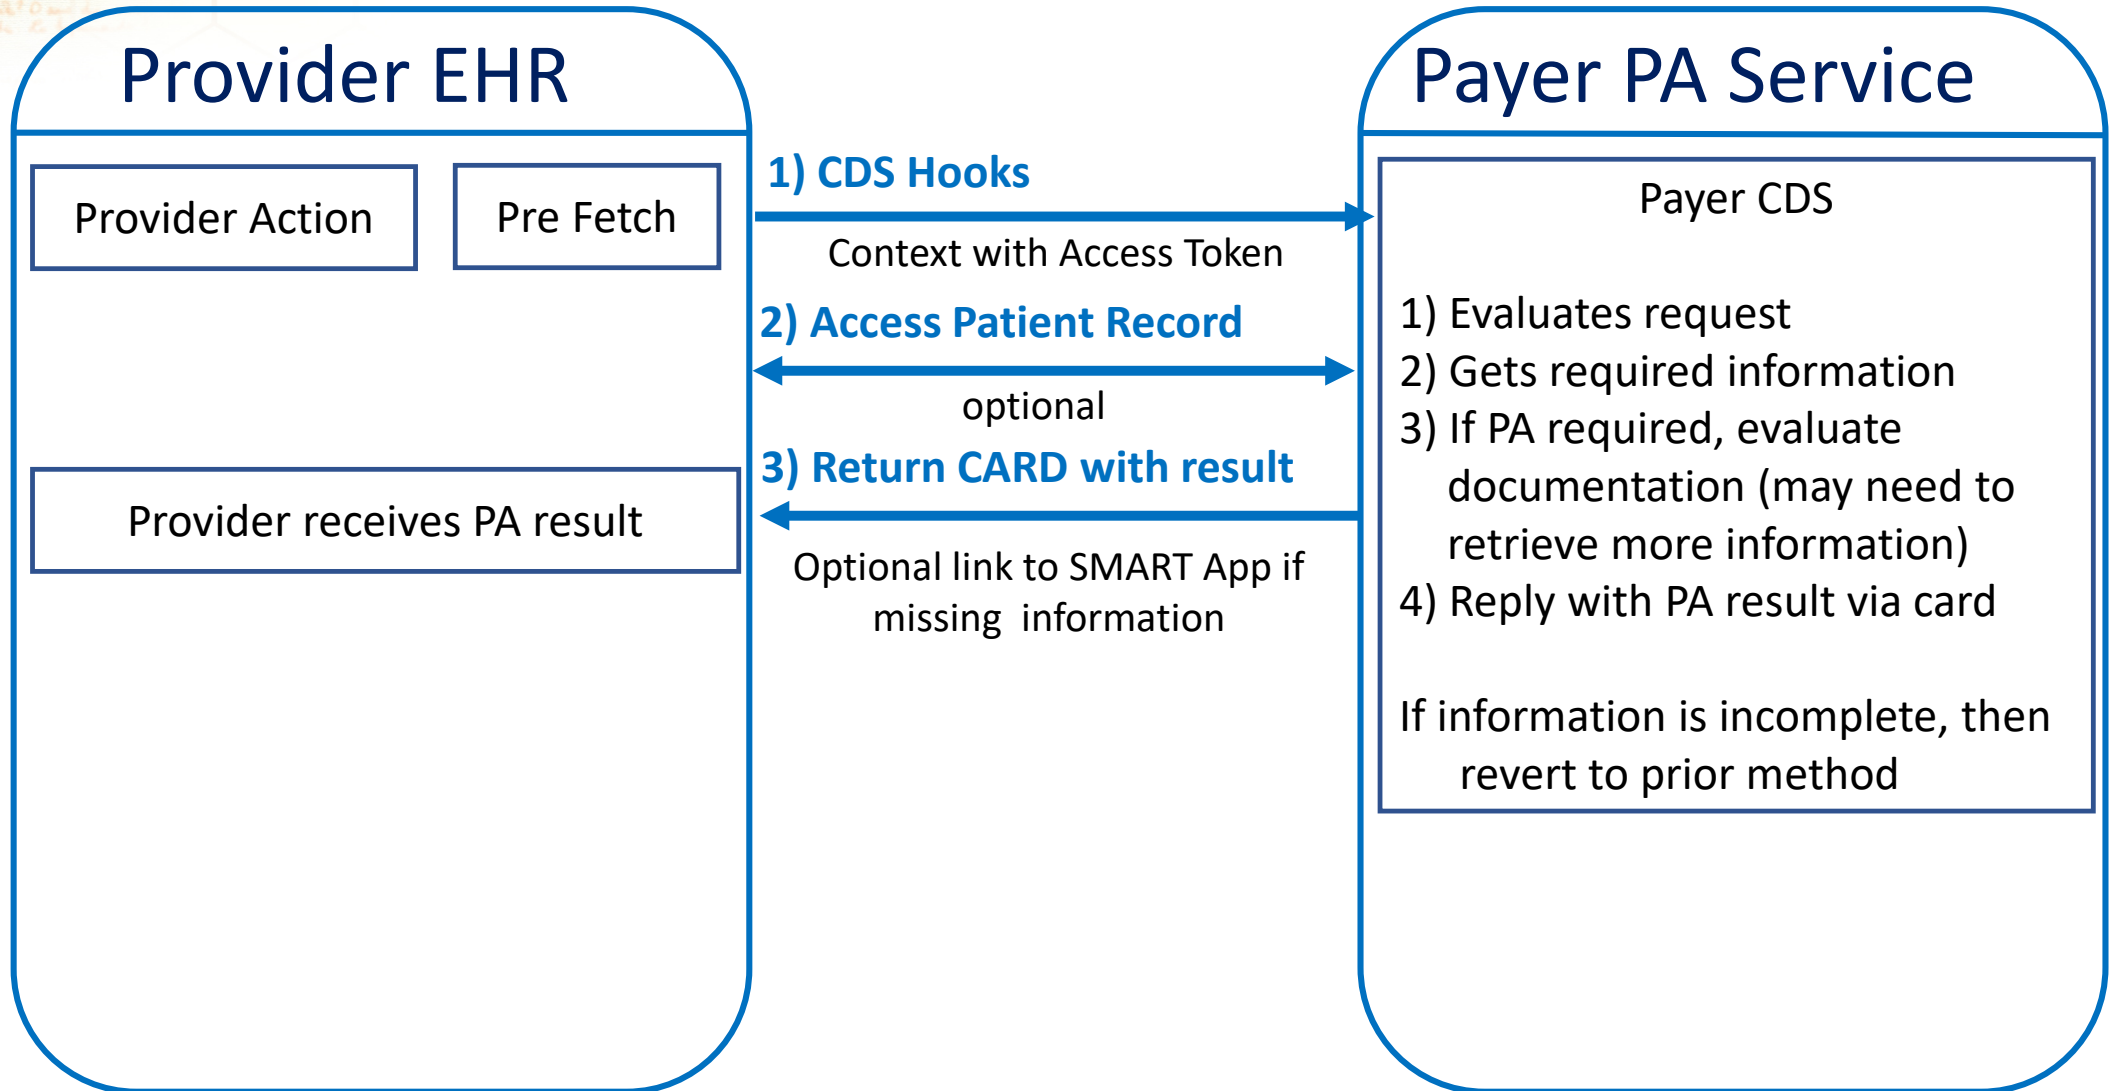 Provider EHR
Provider Action
Pre Fetch
Provider receives PA result
1) CDS Hooks
Context with Access Token
2) Access Patient Record
optional
3) Return CARD with result
Optional link to SMART App if
missing information
Payer PA Service
Payer CDS
1) Evaluates request
2) Gets required information
3) If PA required, evaluate
documentation (may need to
retrieve more information)
4) Reply with PA result via card
If information is incomplete, then
revert to prior method